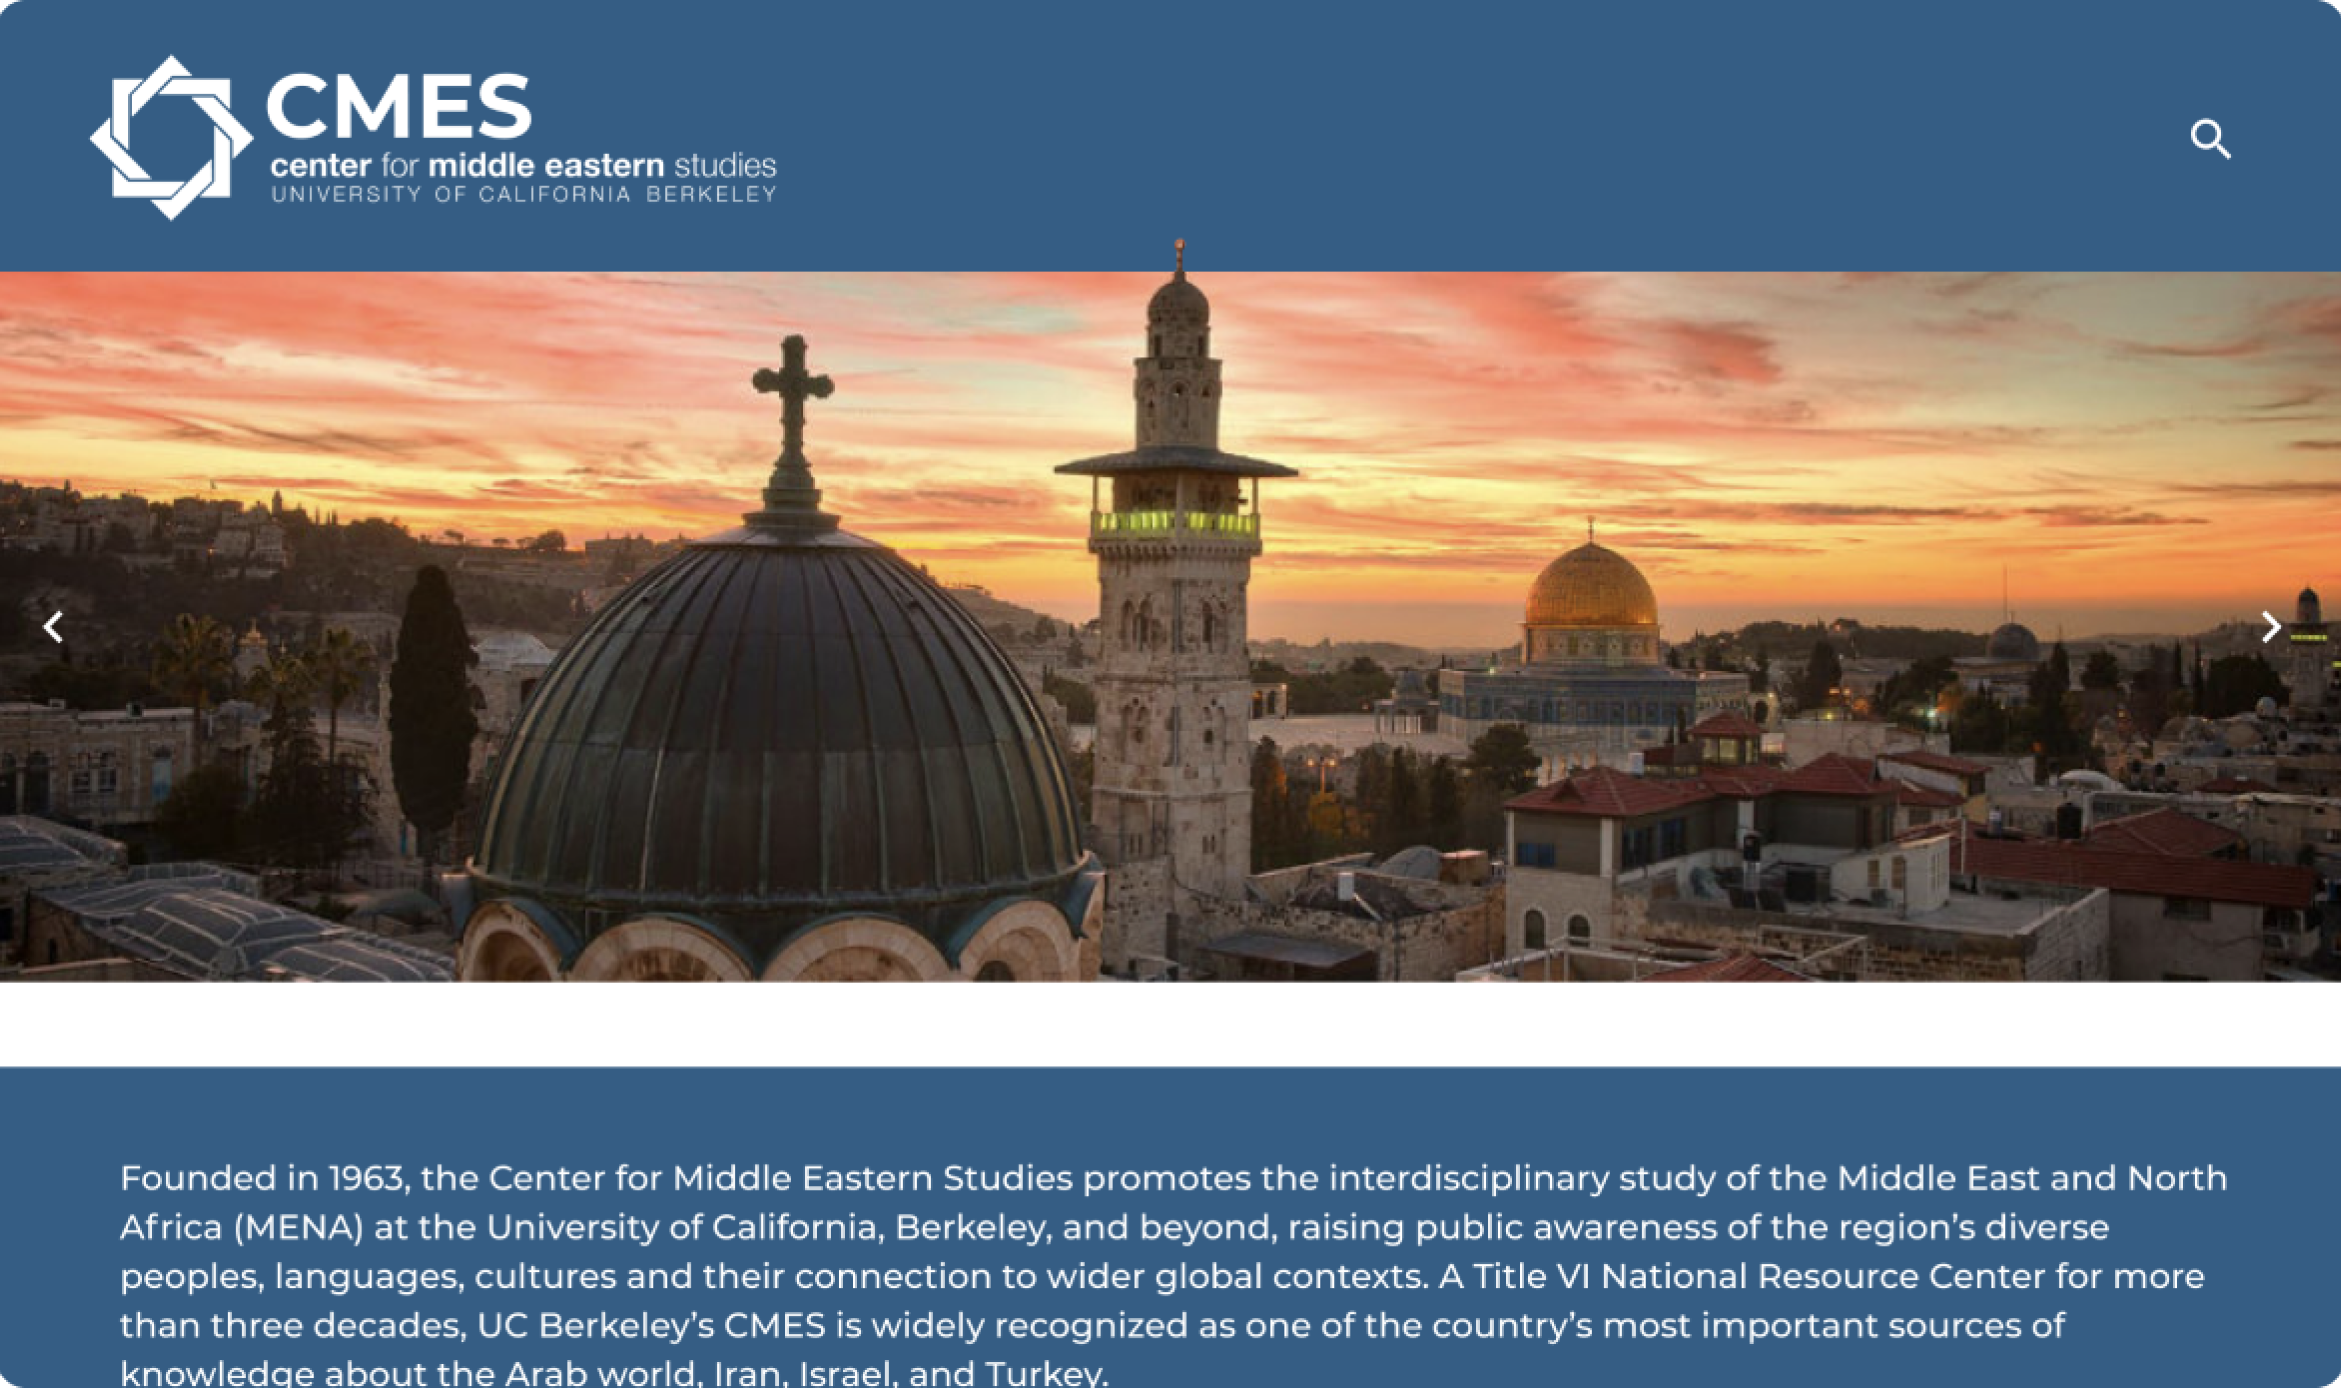 CMES
center for middle eastern studies
UNIVERSITY OF CALIFORNIA BERKELEY
Founded in 1963, the Center for Middle Eastern Studies promotes the interdisciplinary study of the Middle East and North
Africa (MENA) at the University of California, Berkeley, and beyond, raising public awareness of the region’s diverse
peoples, languages, cultures and their connection to wider global contexts. A Title VI National Resource Center for more
than three decades, UC Berkeley’s CMES is widely recognized as one of the country’s most important sources of
knowledge about the Arab world, Iran, Israel, and Turkey.